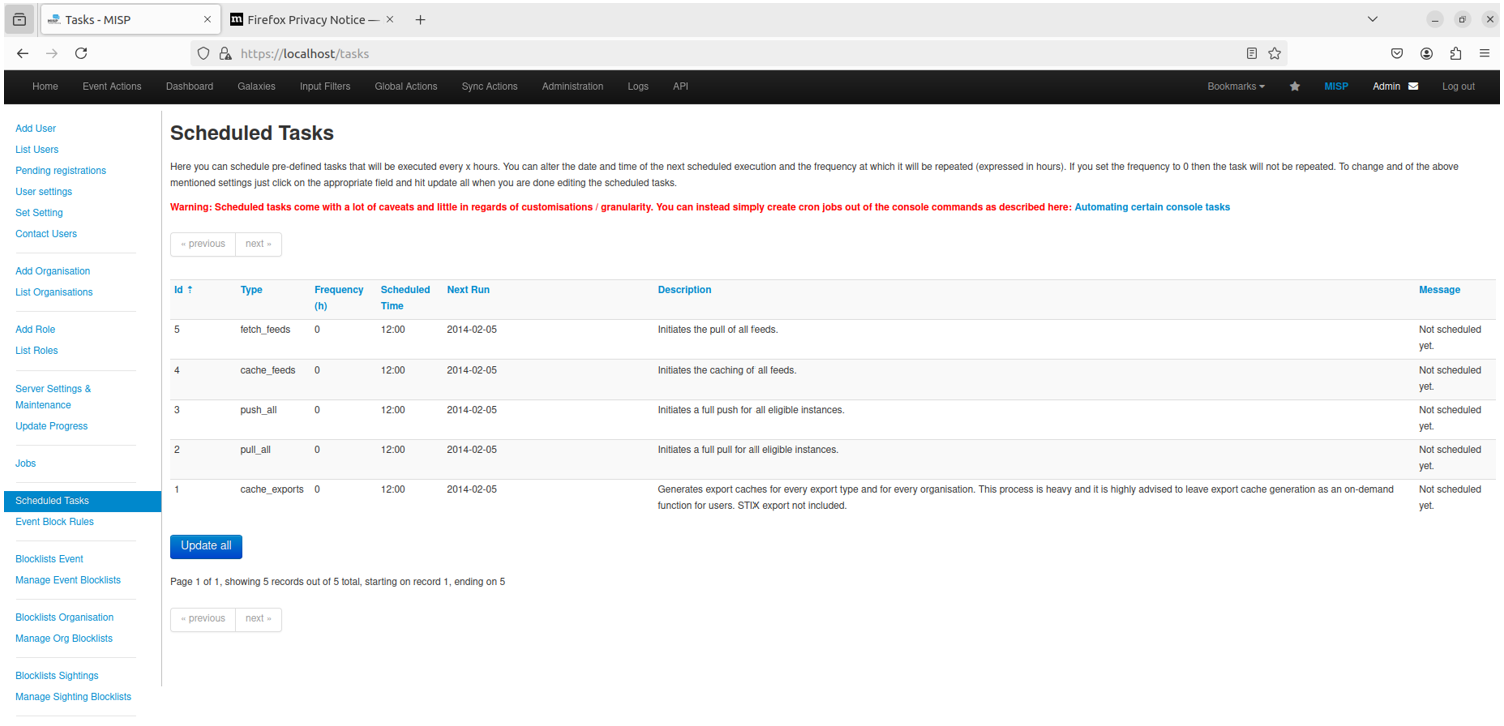 Tasks - MISP
Firefox Privacy Notice —
https://localhost/tasks
Home Event Actions Dashboard Galaxies Input Filters Global Actions Sync Actions Administration Logs API Bookmarks MISP Admin Log out
Add User
List Users
Pending registrations
User settings
Set Setting
Contact Users
Add Organisation
List Organisations
Add Role
List Roles
Server Settings &
Maintenance
Update Progress
Jobs
Scheduled Tasks
Event Block Rules
Blocklists Event
Manage Event Blocklists
Blocklists Organisation
Manage Org Blocklists
Blocklists Sightings
Manage Sighting Blocklists
Scheduled Tasks
Here you can schedule pre-defined tasks that will be executed every x hours. You can alter the date and time of the next scheduled execution and the frequency at which it will be repeated (expressed in hours). If you set the frequency to 0 then the task will not be repeated. To change and of the above
mentioned settings just click on the appropriate field and hit update all when you are done editing the scheduled tasks.
Warning: Scheduled tasks come with a lot of caveats and little in regards of customisations / granularity. You can instead simply create cron jobs out of the console commands as described here: Automating certain console tasks
« previous next »
Id ↑ Type Frequency Scheduled Next Run Description Message
(h) Time
5 fetch_feeds 0 12:00 2014-02-05 Initiates the pull of all feeds. Not scheduled
yet.
4 cache_feeds 0 12:00 2014-02-05 Initiates the caching of all feeds. Not scheduled
yet.
3 push_all 0 12:00 2014-02-05 Initiates a full push for all eligible instances. Not scheduled
yet.
2 pull_all 0 12:00 2014-02-05 Initiates a full pull for all eligible instances. Not scheduled
yet.
1 cache_exports 0 12:00 2014-02-05 Generates export caches for every export type and for every organisation. This process is heavy and it is highly advised to leave export cache generation as an on-demand Not scheduled
function for users. STIX export not included. yet.
Update all
Page 1 of 1, showing 5 records out of 5 total, starting on record 1, ending on 5
« previous next »